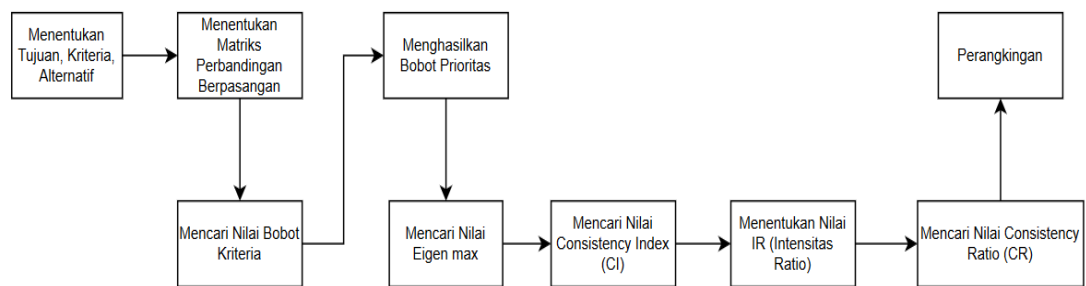 Menentukan
Tujuan, Kriteria,
Alternatif
Menentukan
Matriks
Perbandingan
Berpasangan
Mencari Nilai Bobot
Kriteria
Menghasilkan
Bobot Prioritas
Mencari Nilai
Eigen max
Mencari Nilai
Consistency Index
(CI)
Menentukan Nilai
IR (Intensitas
Ratio)
Mencari Nilai Consistency
Ratio (CR)
Perangkingan